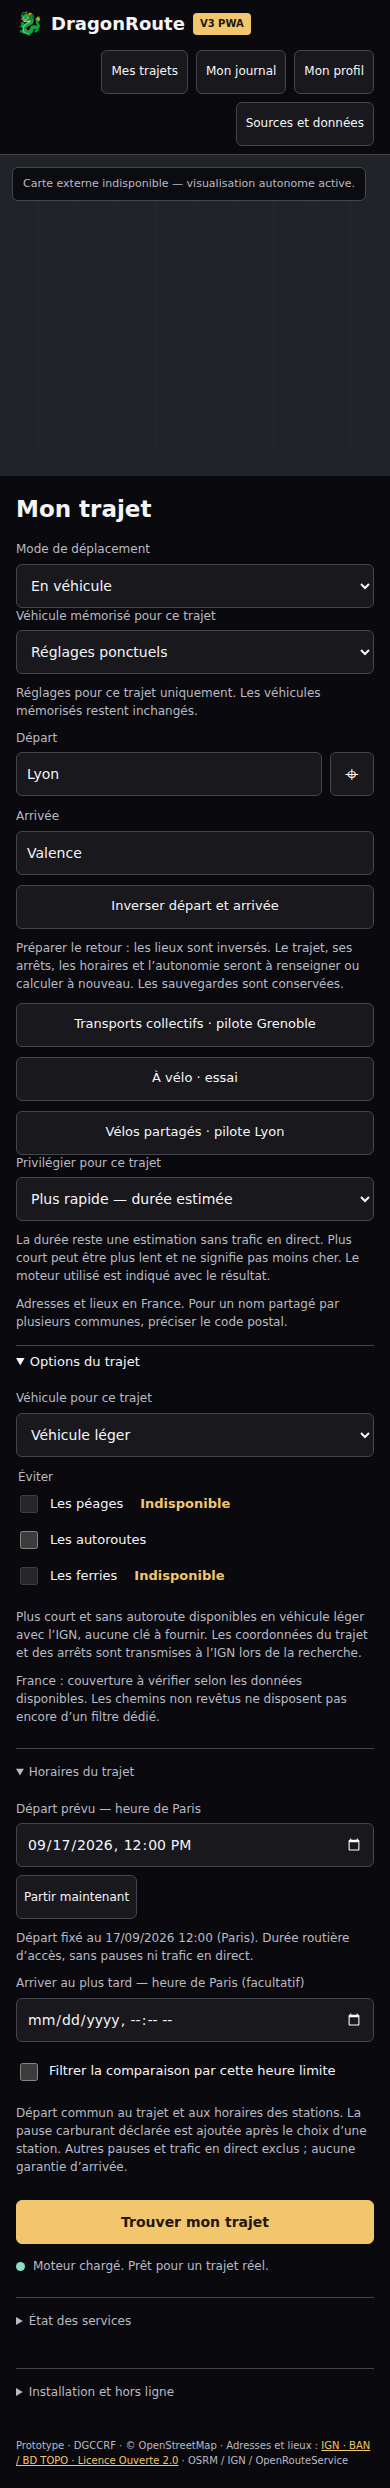 DragonRoute V3 PWA
Mes trajets Mon journal Mon profil
Sources et données
Carte externe indisponible — visualisation autonome active.
Mon trajet
Mode de déplacement
En véhicule
Véhicule mémorisé pour ce trajet
Réglages ponctuels
Réglages pour ce trajet uniquement. Les véhicules
mémorisés restent inchangés.
Départ
Lyon
Arrivée
Valence
Inverser départ et arrivée
Préparer le retour : les lieux sont inversés. Le trajet, ses
arrêts, les horaires et l’autonomie seront à renseigner ou
calculer à nouveau. Les sauvegardes sont conservées.
Transports collectifs · pilote Grenoble
À vélo · essai
Vélos partagés · pilote Lyon
Privilégier pour ce trajet
Plus rapide — durée estimée
La durée reste une estimation sans trafic en direct. Plus
court peut être plus lent et ne signifie pas moins cher. Le
moteur utilisé est indiqué avec le résultat.
Adresses et lieux en France. Pour un nom partagé par
plusieurs communes, préciser le code postal.
Options du trajet
Véhicule pour ce trajet
Véhicule léger
Éviter
Les péages Indisponible
Les autoroutes
Les ferries Indisponible
Plus court et sans autoroute disponibles en véhicule léger
avec l’IGN, aucune clé à fournir. Les coordonnées du trajet
et des arrêts sont transmises à l’IGN lors de la recherche.
France : couverture à vérifier selon les données
disponibles. Les chemins non revêtus ne disposent pas
encore d’un filtre dédié.
Horaires du trajet
Départ prévu — heure de Paris
09/17/2026, 12:00 PM
Partir maintenant
Départ fixé au 17/09/2026 12:00 (Paris). Durée routière
d’accès, sans pauses ni trafic en direct.
Arriver au plus tard — heure de Paris (facultatif)
mm/dd/yyyy, --:-- --
Filtrer la comparaison par cette heure limite
Départ commun au trajet et aux horaires des stations. La
pause carburant déclarée est ajoutée après le choix d’une
station. Autres pauses et trafic en direct exclus ; aucune
garantie d’arrivée.
Trouver mon trajet
Moteur chargé. Prêt pour un trajet réel.
État des services
Installation et hors ligne
Prototype · DGCCRF · © OpenStreetMap · Adresses et lieux : IGN · BAN
/ BD TOPO · Licence Ouverte 2.0 · OSRM / IGN / OpenRouteService